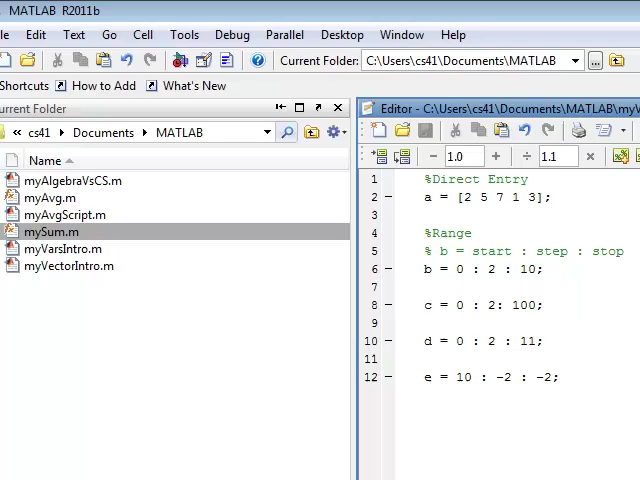 MATLAB R2011b
le Edit Text Go Cell Tools Debug Parallel Desktop Window Help
Current Folder: C:\Users\cs41\Documents\MATLAB
Shortcuts How to Add What's New
Current Folder
« cs41 Documents MATLAB
Name
myAlgebraVsCS.m
myAvg.m
myAvgScript.m
mySum.m
myVarsIntro.m
myVectorIntro.m
Editor - C:\Users\cs41\Documents\MATLAB\myV
− 1.0 + ÷ 1.1 ×
1 %Direct Entry
2 − a = [2 5 7 1 3];
3
4 %Range
5 % b = start : step : stop
6 − b = 0 : 2 : 10;
7
8 − c = 0 : 2: 100;
9
10 − d = 0 : 2 : 11;
11
12 − e = 10 : -2 : -2;